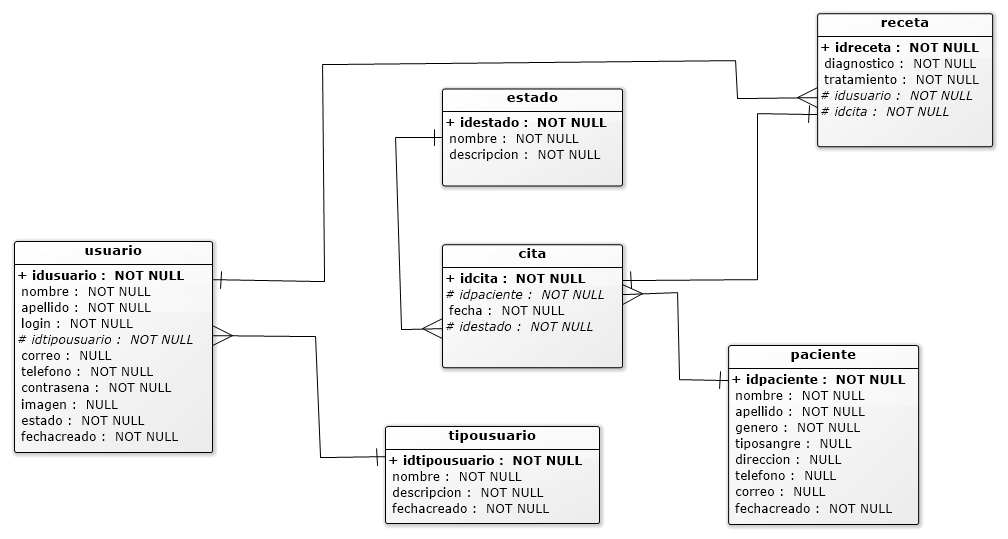 receta
+ idreceta : NOT NULL
diagnostico : NOT NULL
tratamiento : NOT NULL
# idusuario : NOT NULL
# idcita : NOT NULL
estado
+ idestado : NOT NULL
nombre : NOT NULL
descripcion : NOT NULL
usuario
+ idusuario : NOT NULL
nombre : NOT NULL
apellido : NOT NULL
login : NOT NULL
# idtipousuario : NOT NULL
correo : NULL
telefono : NOT NULL
contrasena : NOT NULL
imagen : NULL
estado : NOT NULL
fechacreado : NOT NULL
cita
+ idcita : NOT NULL
# idpaciente : NOT NULL
fecha : NOT NULL
# idestado : NOT NULL
paciente
+ idpaciente : NOT NULL
nombre : NOT NULL
apellido : NOT NULL
genero : NOT NULL
tiposangre : NULL
direccion : NULL
telefono : NULL
correo : NULL
fechacreado : NOT NULL
tipousuario
+ idtipousuario : NOT NULL
nombre : NOT NULL
descripcion : NOT NULL
fechacreado : NOT NULL